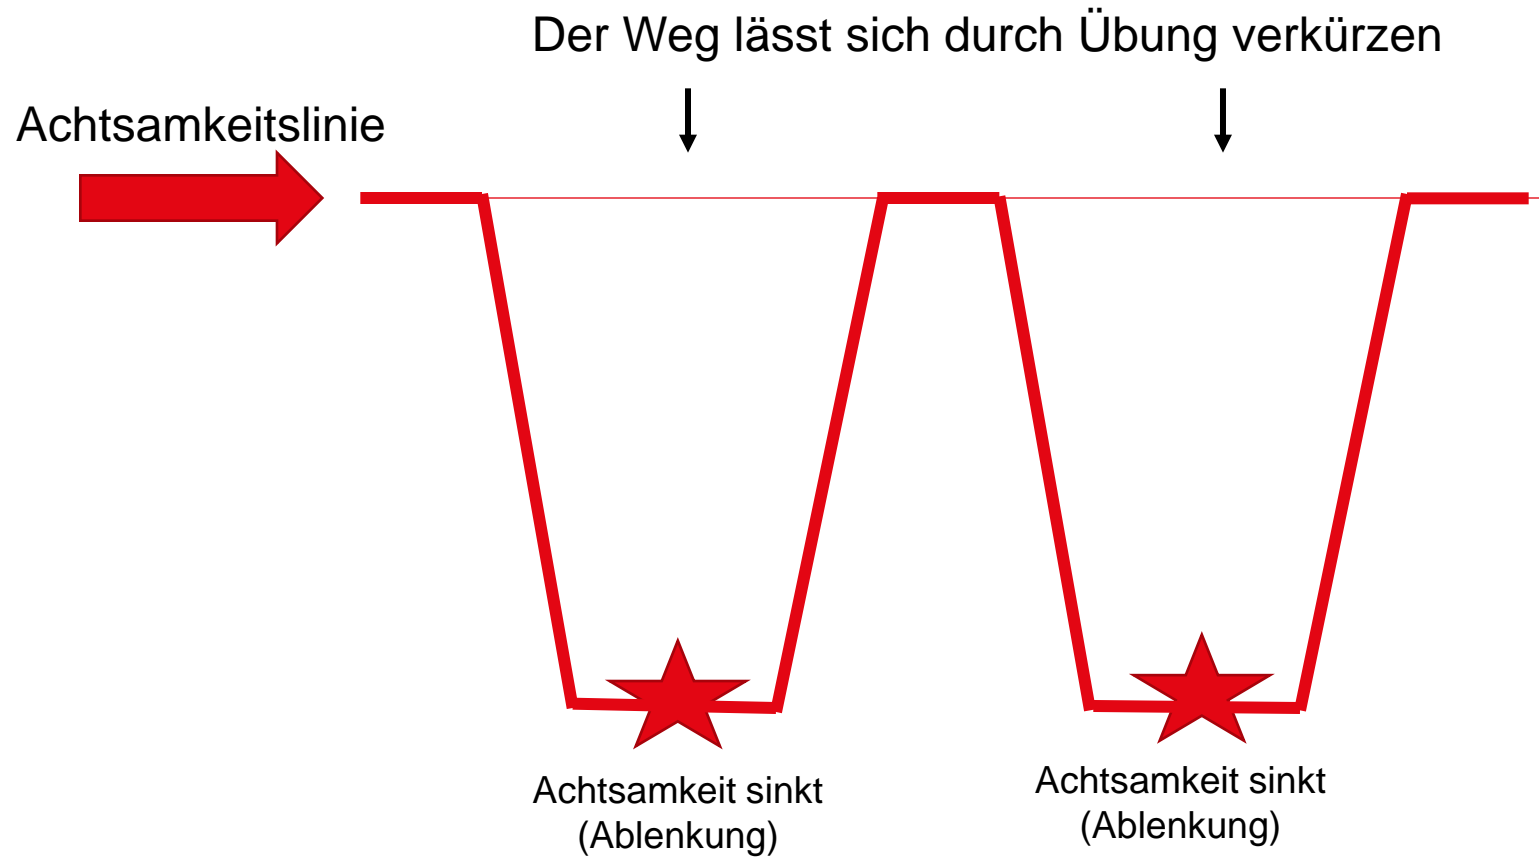 Der Weg lässt sich durch Übung verkürzen
Achtsamkeitslinie
Achtsamkeit sinkt
(Ablenkung)
Achtsamkeit sinkt
(Ablenkung)